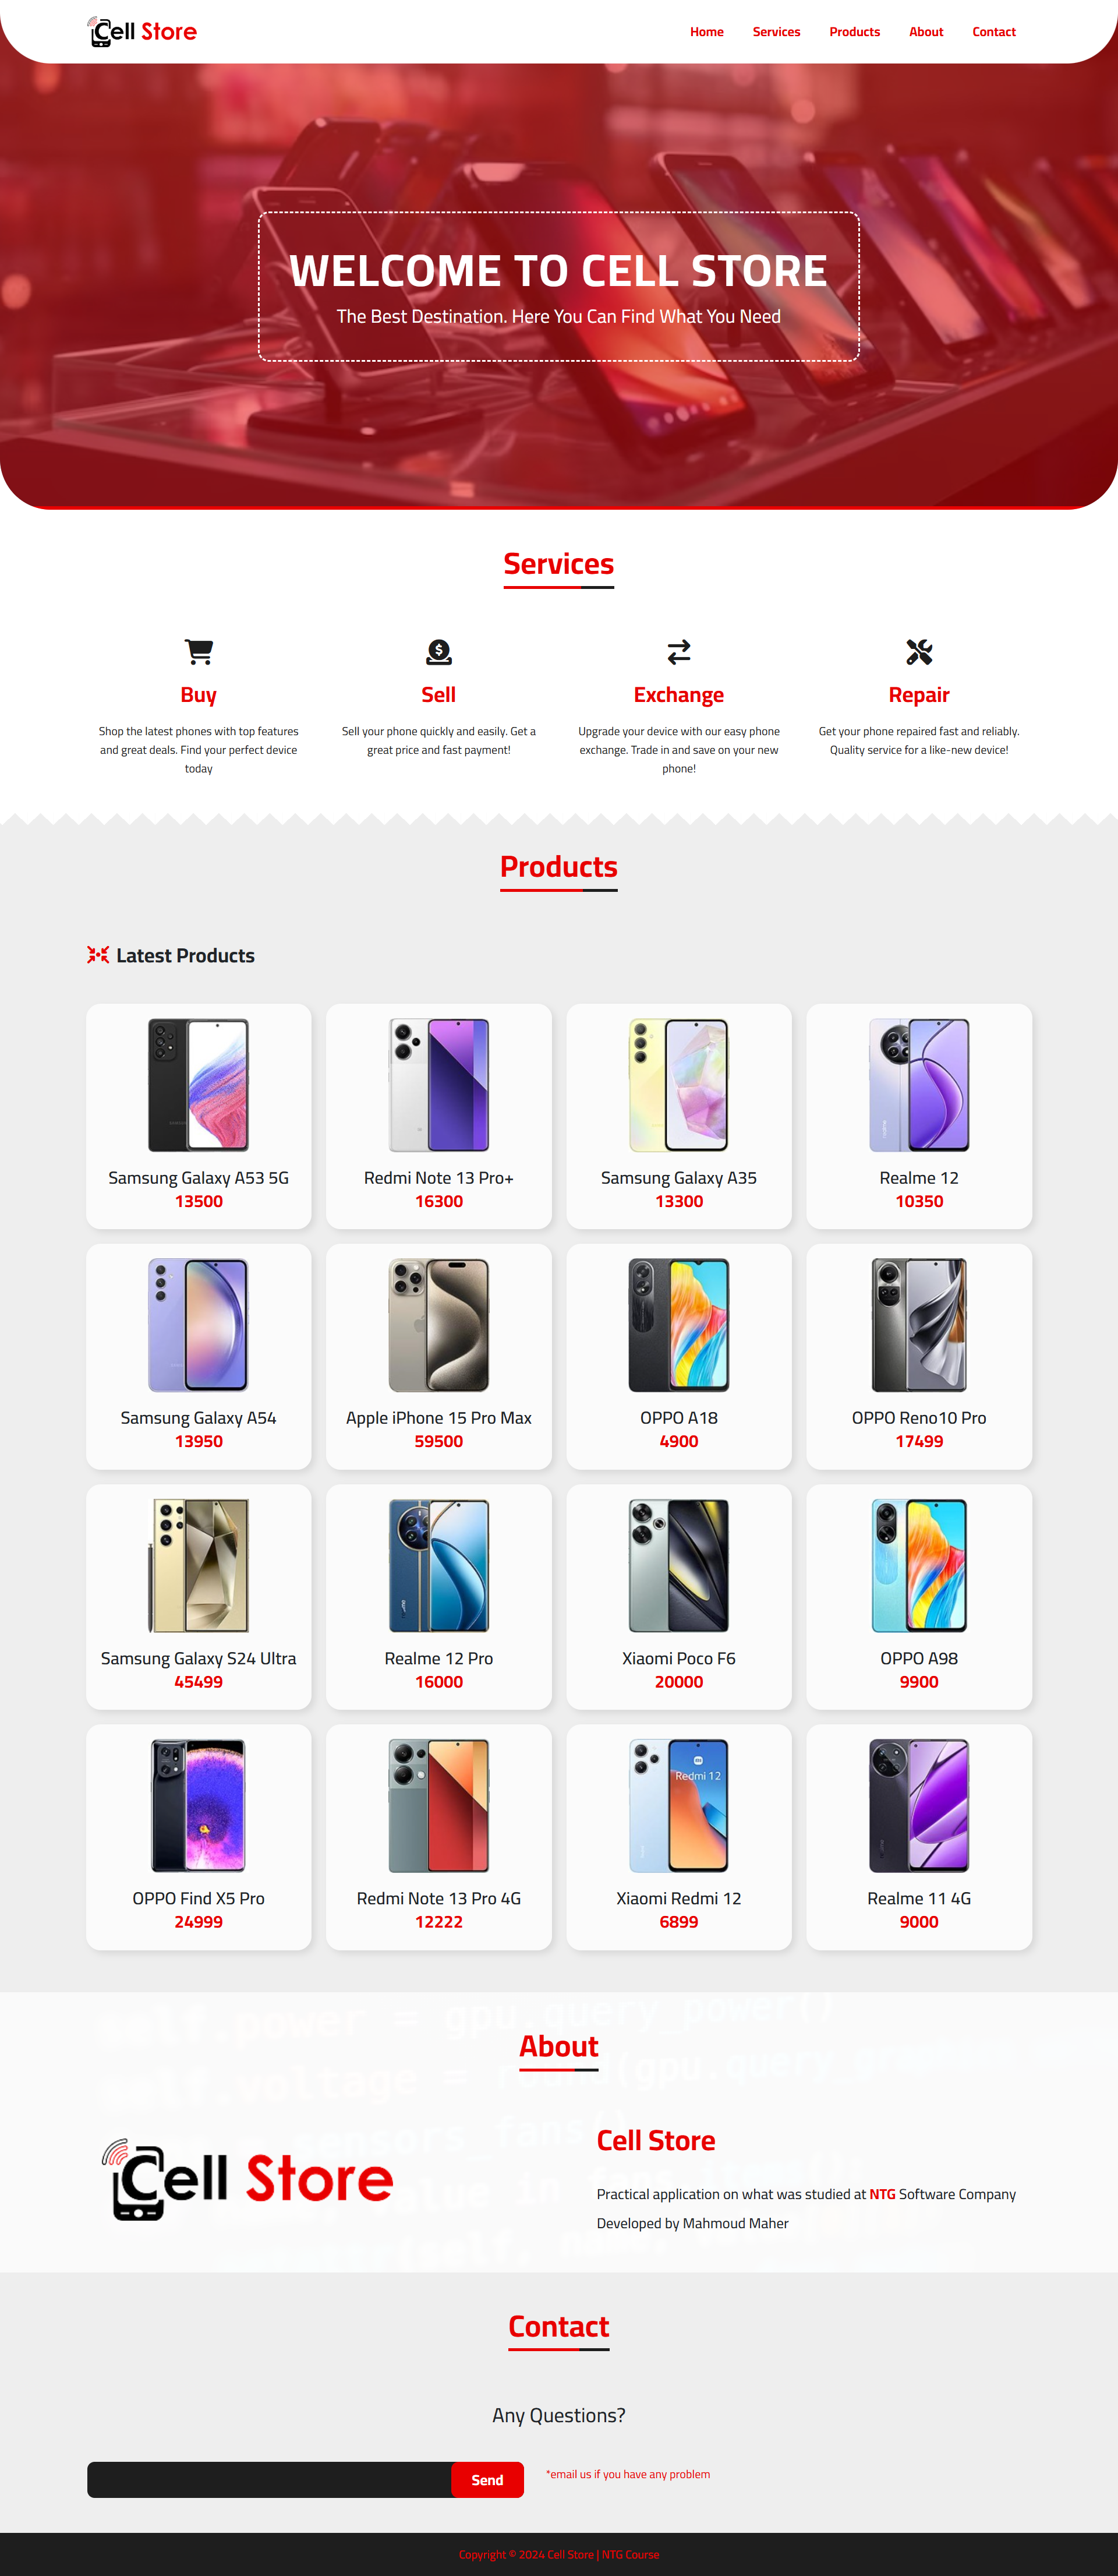 Cell Store
Home Services Products About Contact
WELCOME TO CELL STORE
The Best Destination. Here You Can Find What You Need
Services
Buy
Shop the latest phones with top features
and great deals. Find your perfect device
today
Sell
Sell your phone quickly and easily. Get a
great price and fast payment!
Exchange
Upgrade your device with our easy phone
exchange. Trade in and save on your new
phone!
Repair
Get your phone repaired fast and reliably.
Quality service for a like-new device!
Products
Latest Products
Samsung Galaxy A53 5G
13500
Redmi Note 13 Pro+
16300
Samsung Galaxy A35
13300
Realme 12
10350
Samsung Galaxy A54
13950
Apple iPhone 15 Pro Max
59500
OPPO A18
4900
OPPO Reno10 Pro
17499
Samsung Galaxy S24 Ultra
45499
Realme 12 Pro
16000
Xiaomi Poco F6
20000
OPPO A98
9900
OPPO Find X5 Pro
24999
Redmi Note 13 Pro 4G
12222
Redmi 12
Xiaomi Redmi 12
6899
Realme 11 4G
9000
self.power = gpu.query_power()
About
self.voltage = (gpu.query
sensors_fans()
Cell Store
Cell Store
Practical application on what was studied at NTG Software Company
Developed by Mahmoud Maher
Contact
Any Questions?
Send
*email us if you have any problem
Copyright © 2024 Cell Store | NTG Course